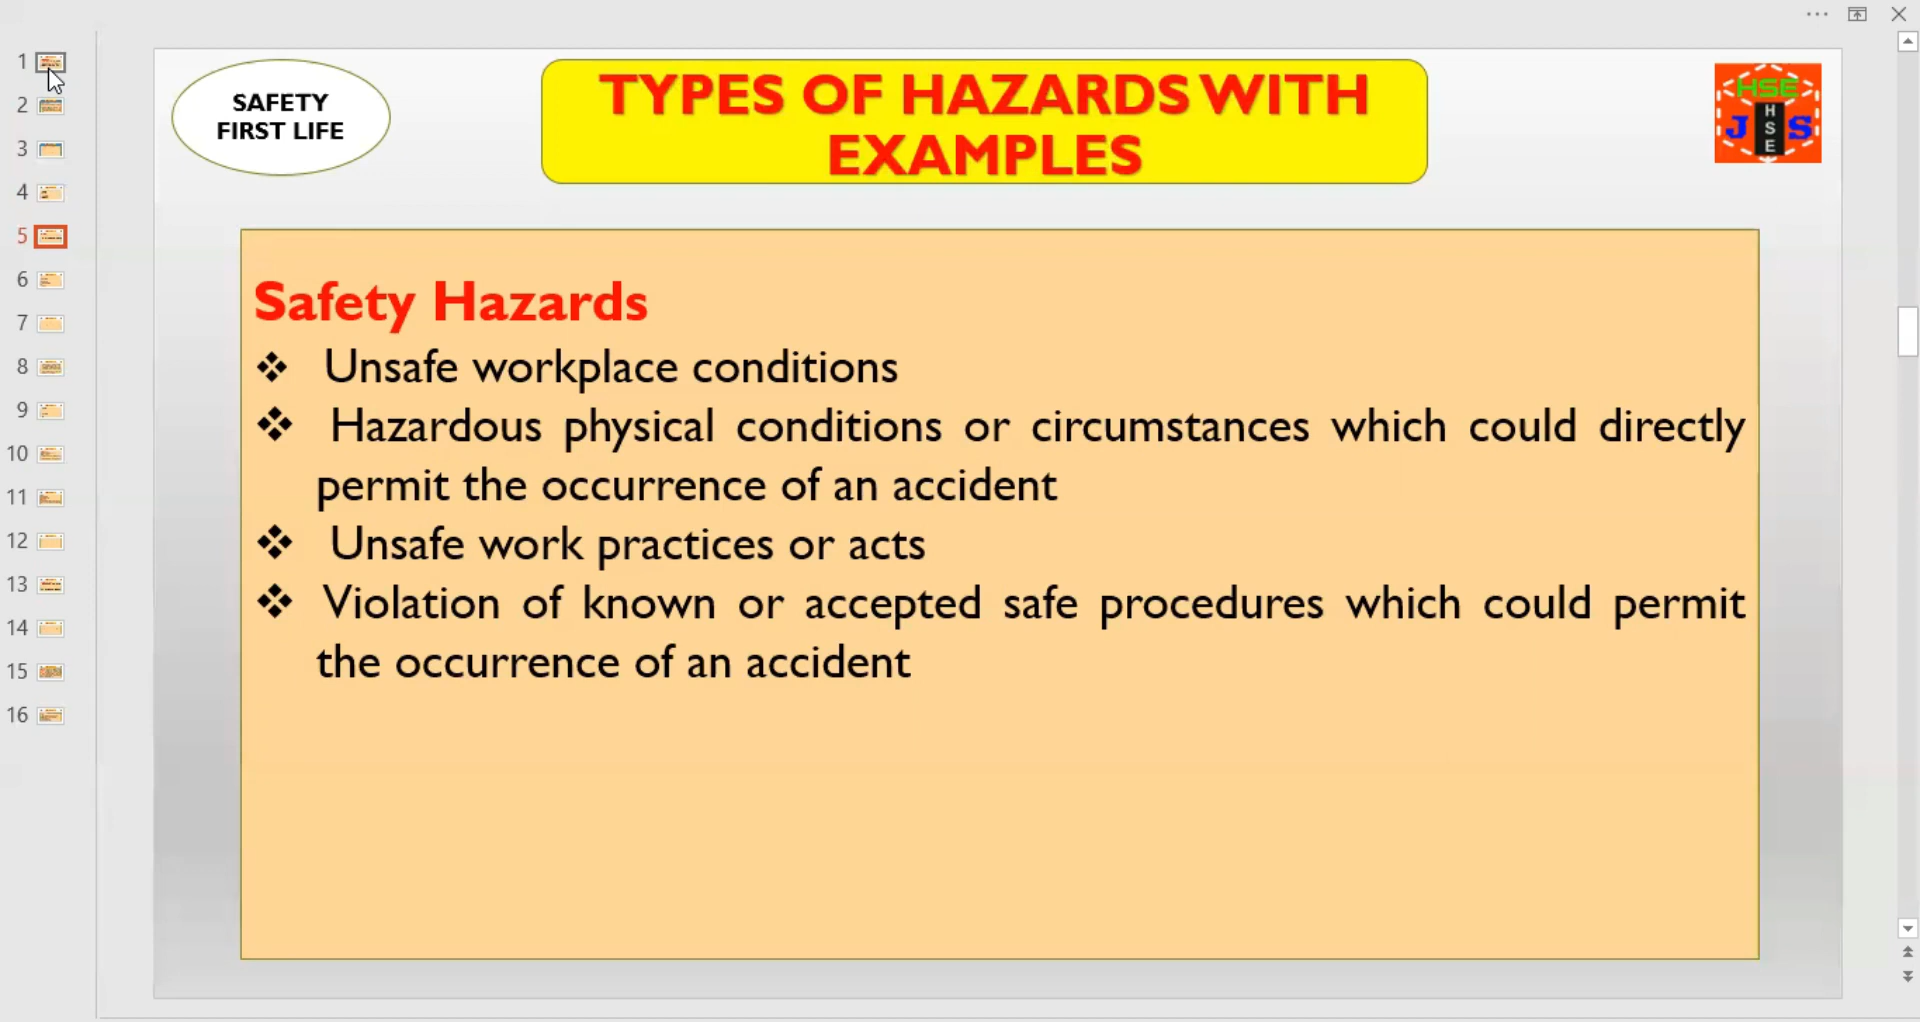 1
2
3
4
5
6
7
8
9
10
11
12
13
14
15
16
SAFETY
FIRST LIFE
TYPES OF HAZARDS WITH
EXAMPLES
HSE
J HSE S
Safety Hazards
❖ Unsafe workplace conditions
❖ Hazardous physical conditions or circumstances which could directly
permit the occurrence of an accident
❖ Unsafe work practices or acts
❖ Violation of known or accepted safe procedures which could permit
the occurrence of an accident